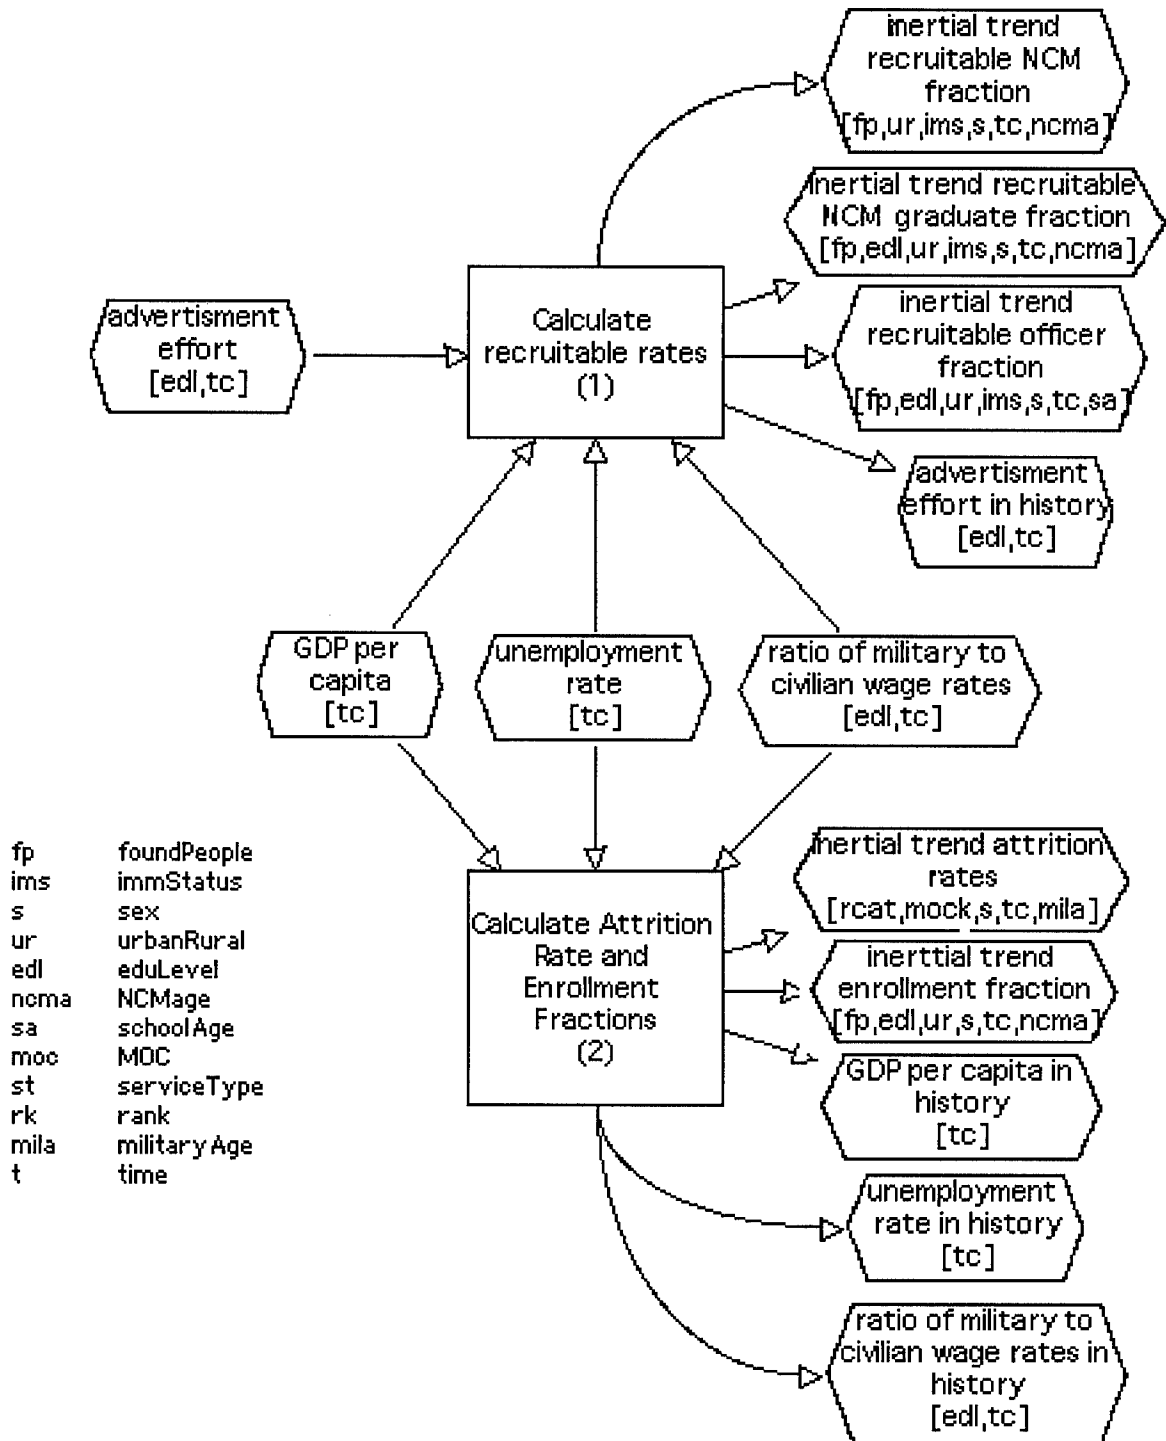 inertial trend
recruitable NCM
fraction
[fp,ur,ims,s,tc,ncma]
inertial trend recruitable
NCM graduate fraction
[fp,edl,ur,ims,s,tc,ncma]
advertisment
effort
[edl,tc]
Calculate
recruitable rates
(1)
inertial trend
recruitable officer
fraction
[fp,edl,ur,ims,s,tc,sa]
advertisment
effort in history
[edl,tc]
GDP per
capita
[tc]
unemployment
rate
[tc]
ratio of military to
civilian wage rates
[edl,tc]
fp foundPeople
ims immStatus
s sex
ur urbanRural
edl eduLevel
ncma NCMage
sa schoolAge
moc MOC
st serviceType
rk rank
mila militaryAge
t time
Calculate Attrition
Rate and
Enrollment
Fractions
(2)
inertial trend attrition
rates
[rcat,mock,s,tc,mila]
inerttial trend
enrollment fraction
[fp,edl,ur,s,tc,ncma]
GDP per capita in
history
[tc]
unemployment
rate in history
[tc]
ratio of military to
civilian wage rates in
history
[edl,tc]